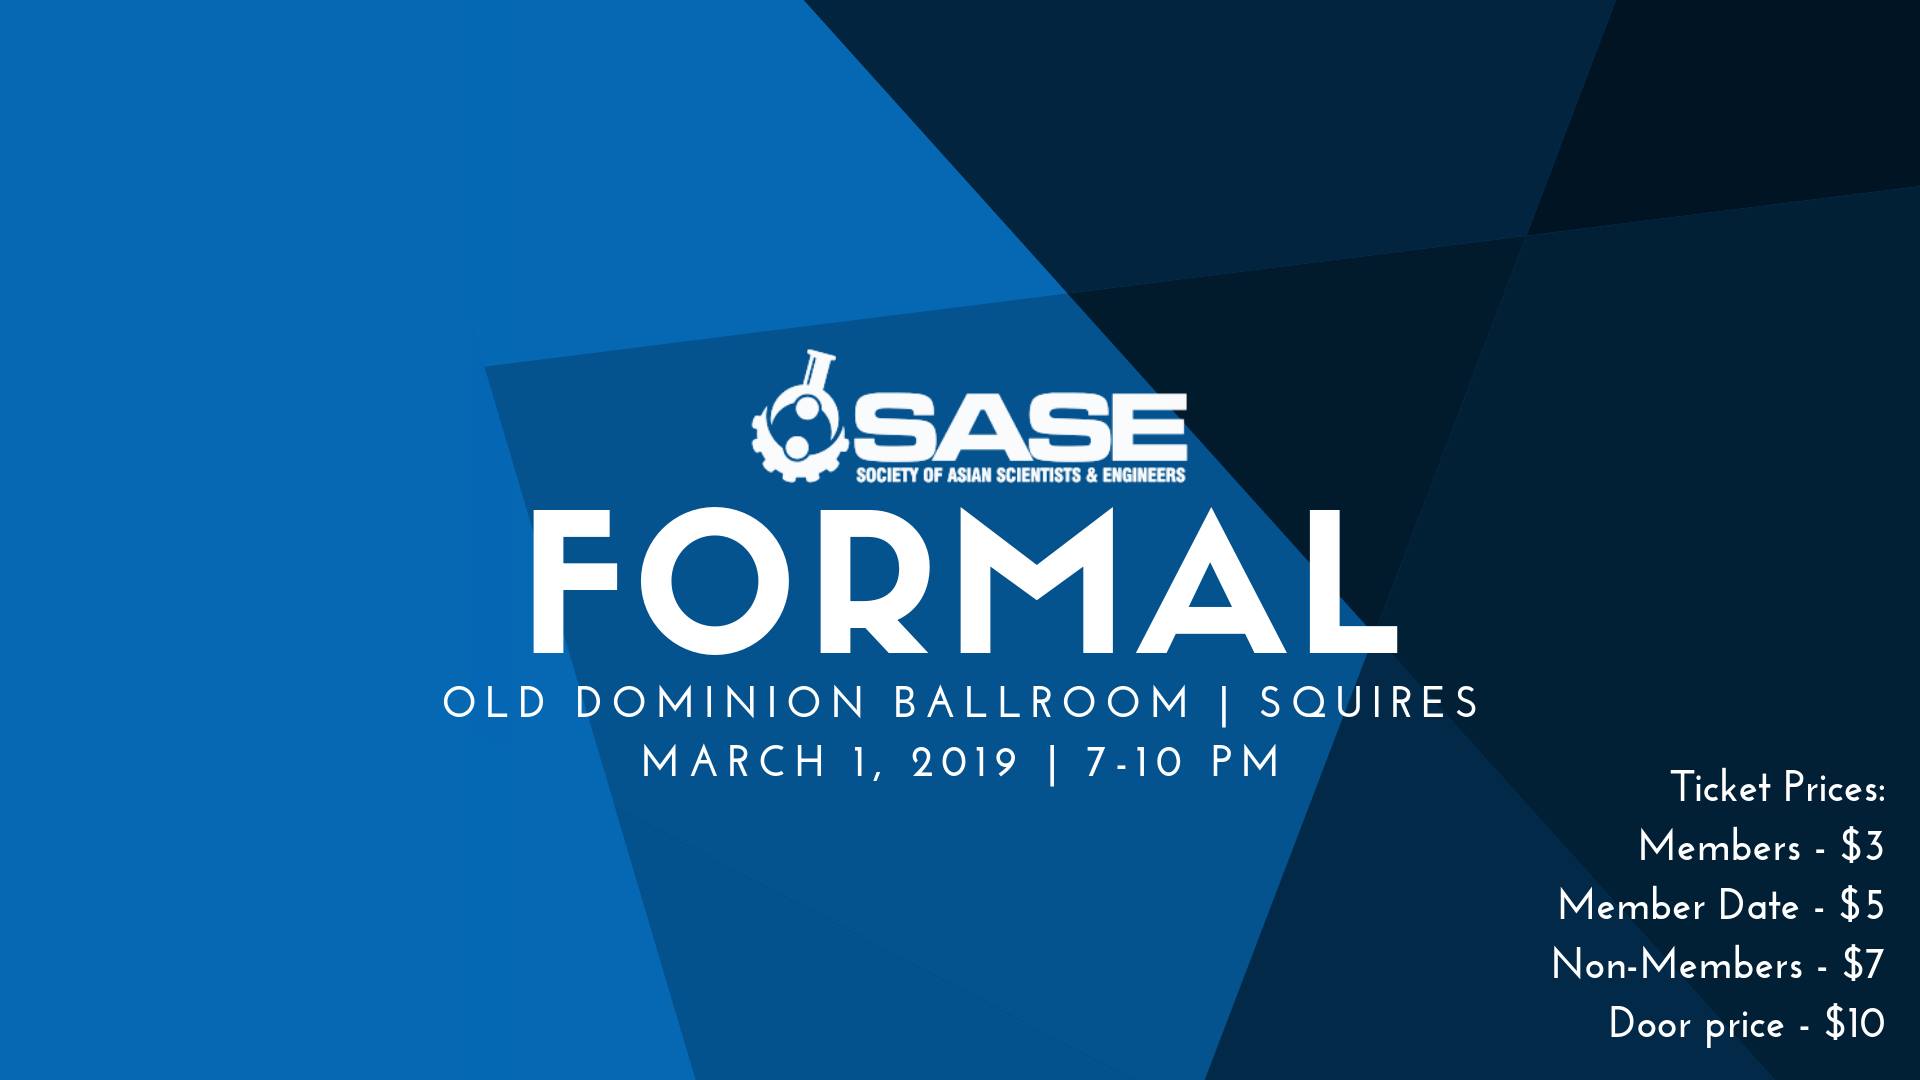 SASE
SOCIETY OF ASIAN SCIENTISTS & ENGINEERS
FORMAL
OLD DOMINION BALLROOM | SQUIRES
MARCH 1, 2019 | 7-10 PM
Ticket Prices:
Members - $3
Member Date - $5
Non-Members - $7
Door price - $10